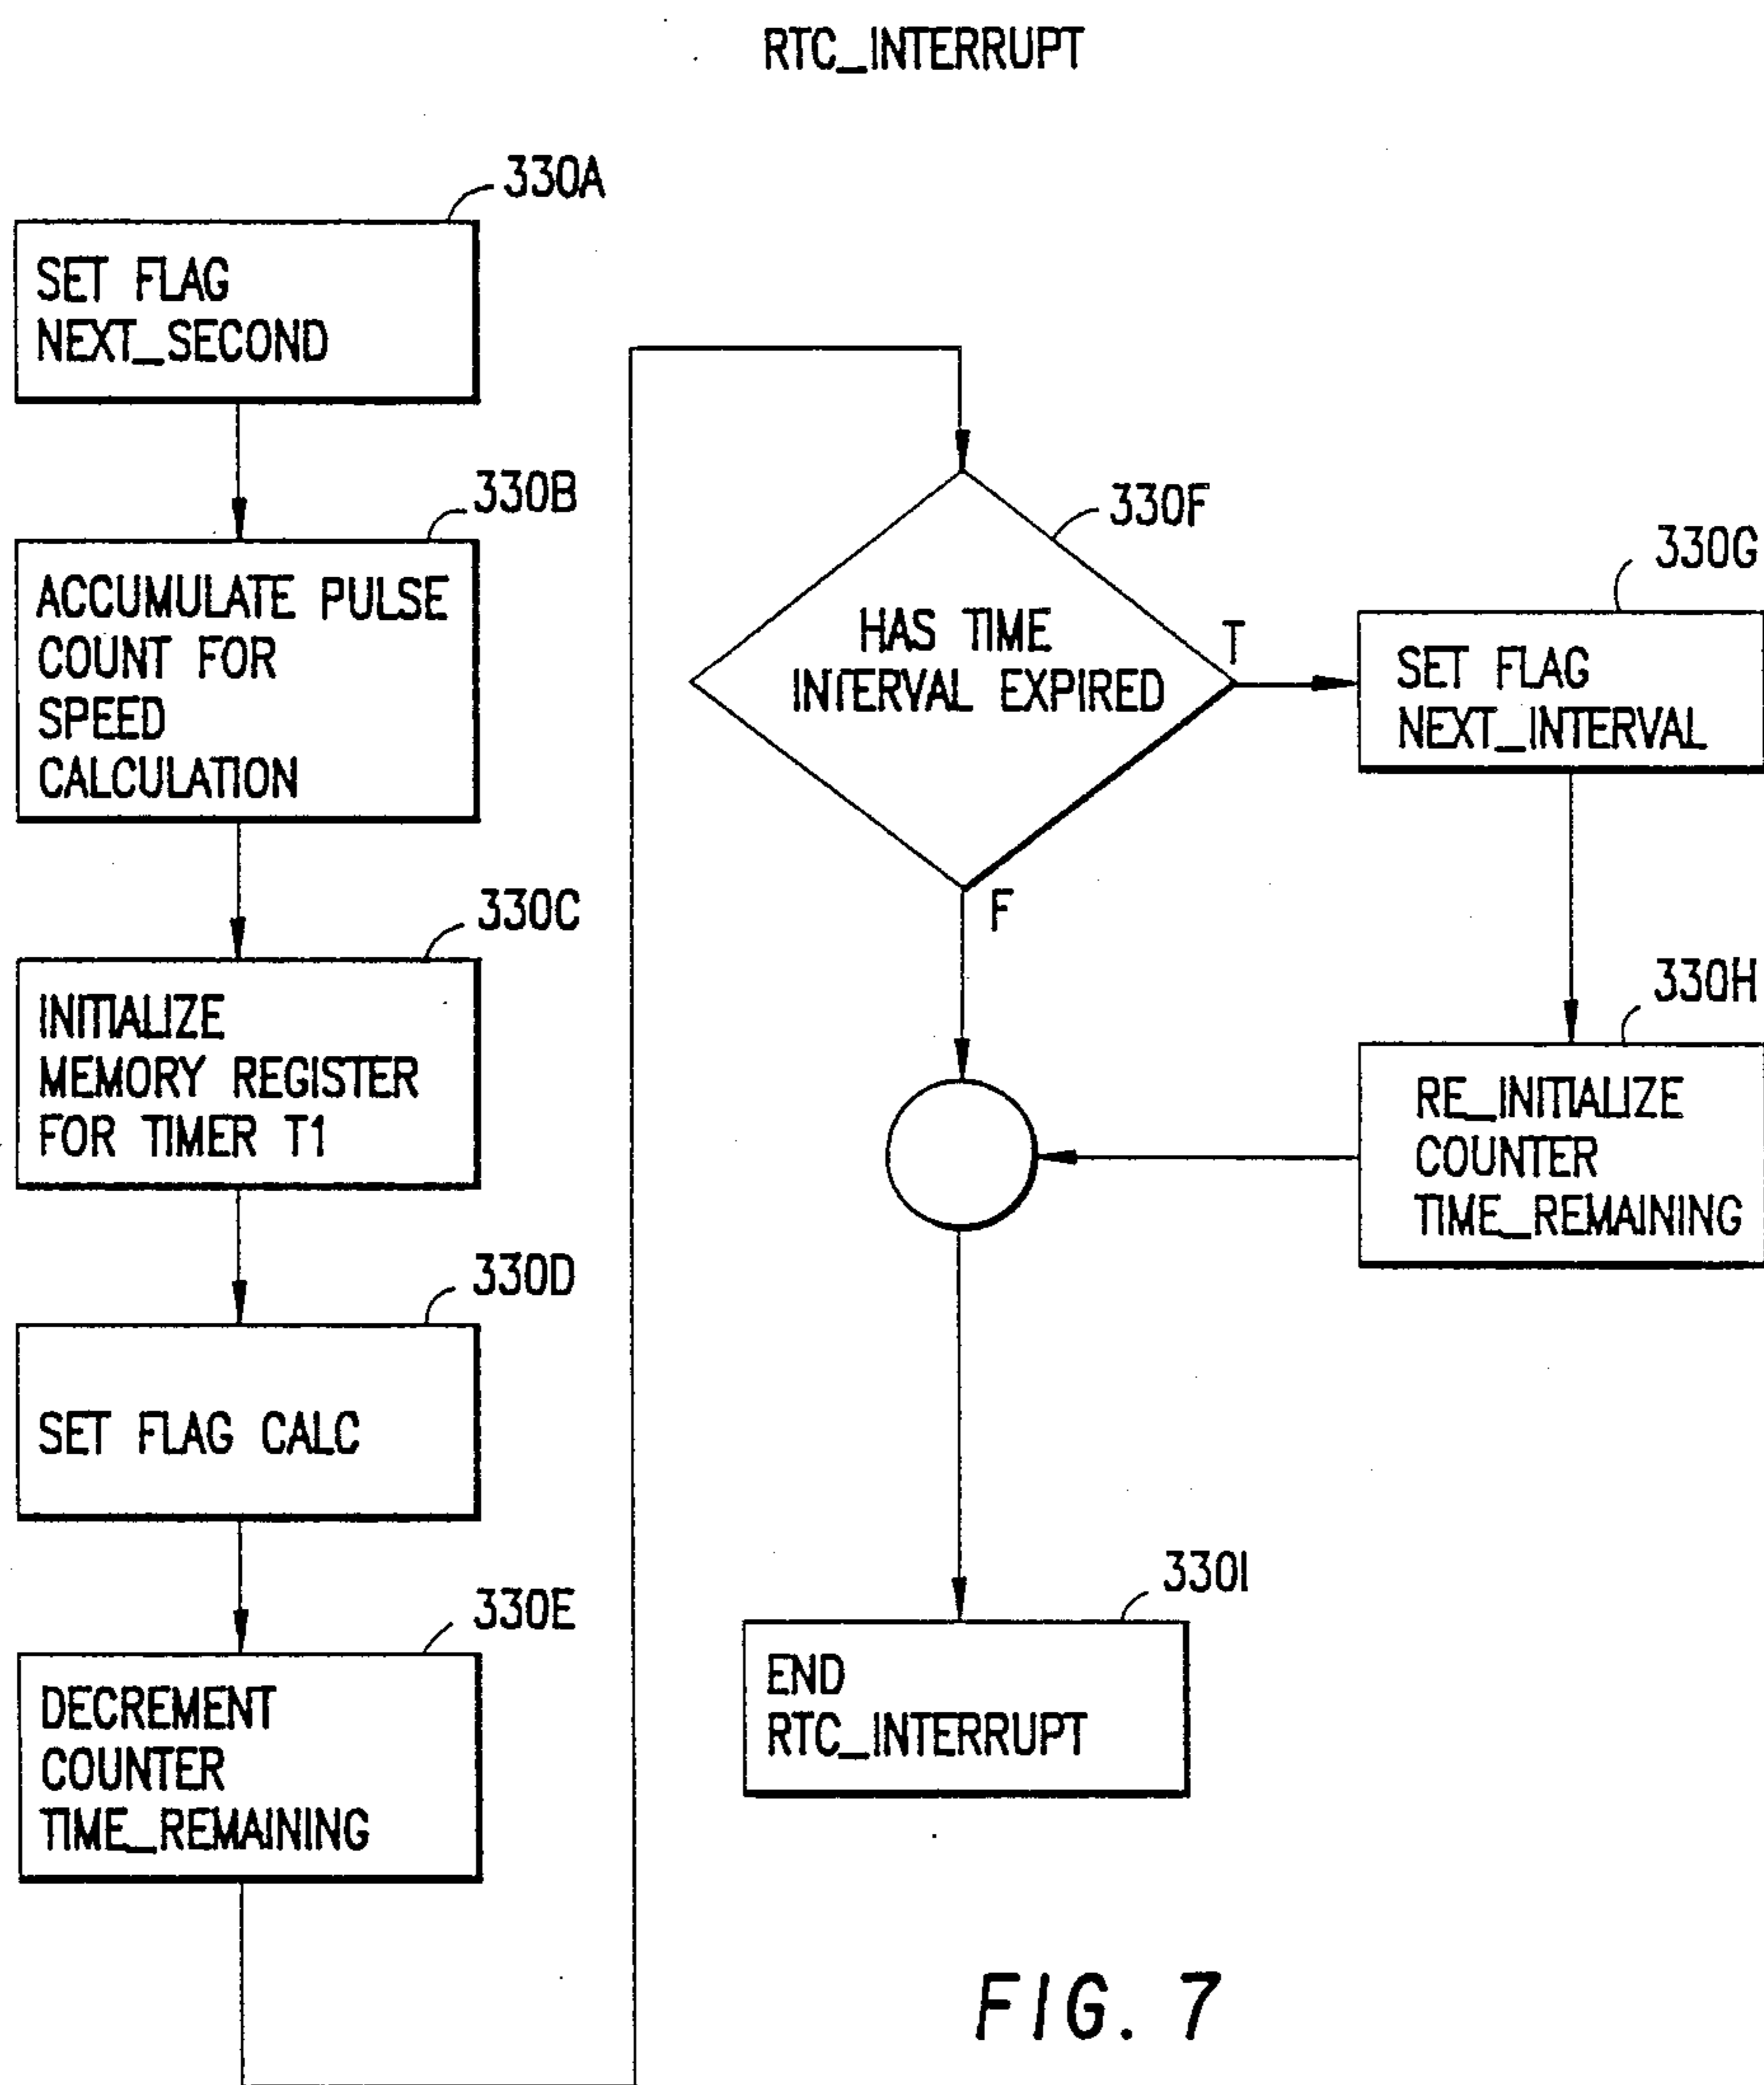 RTC_INTERRUPT
330A
SET FLAG
NEXT_SECOND
330B
ACCUMULATE PULSE
COUNT FOR
SPEED
CALCULATION
330C
INITIALIZE
MEMORY REGISTER
FOR TIMER T1
330D
SET FLAG CALC
330E
DECREMENT
COUNTER
TIME_REMAINING
330F
HAS TIME
INTERVAL EXPIRED
T
F
330G
SET FLAG
NEXT_INTERVAL
330H
RE_INITIALIZE
COUNTER
TIME_REMAINING
330I
END
RTC_INTERRUPT
FIG. 7